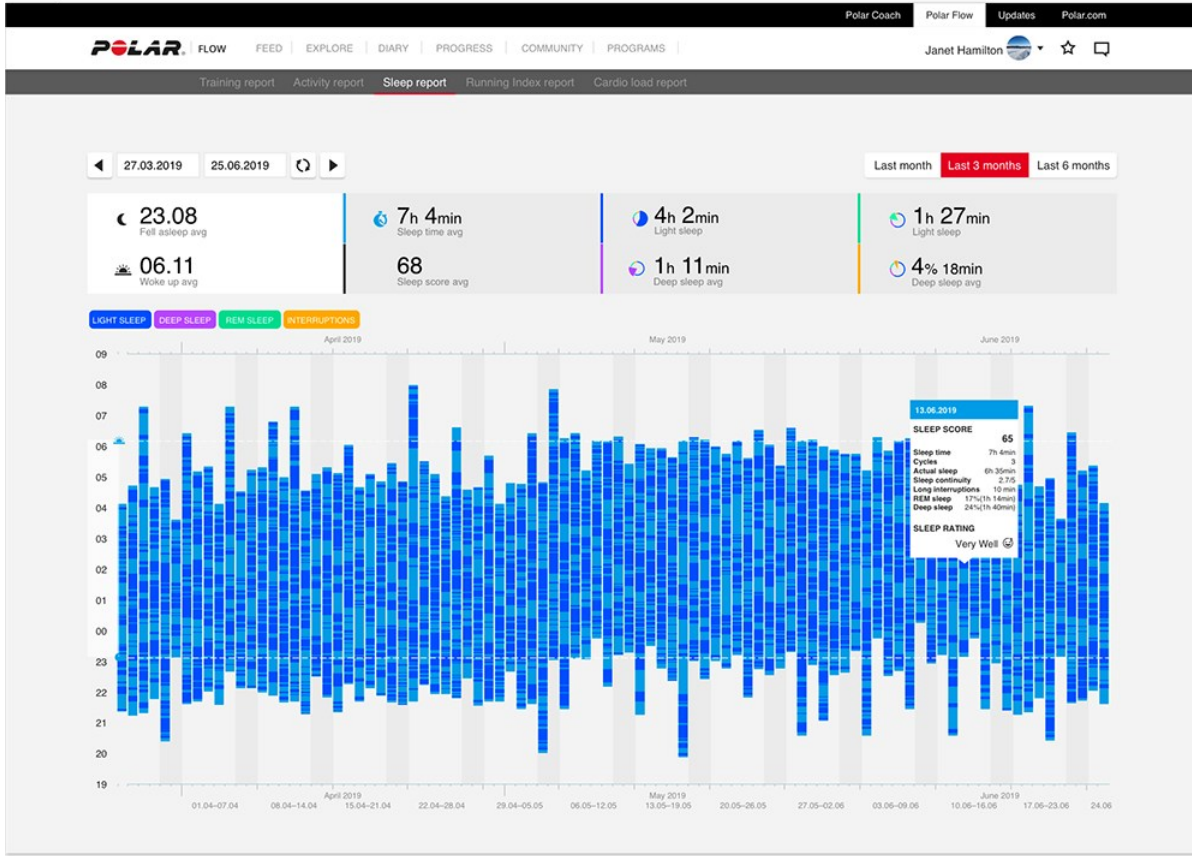 Polar Coach Polar Flow Updates Polar.com
POLAR. FLOW FEED EXPLORE DIARY PROGRESS COMMUNITY PROGRAMS Janet Hamilton
Training report Activity report Sleep report Running Index report Cardio load report
27.03.2019 25.06.2019 Last month Last 3 months Last 6 months
23.08 7h 4min 4h 2min 1h 27min
Fell asleep avg Sleep time avg Light sleep Light sleep
06.11 68 1h 11min 4% 18min
Woke up avg Sleep score avg Deep sleep avg Deep sleep avg
LIGHT SLEEP DEEP SLEEP REM SLEEP INTERRUPTIONS
April 2019 May 2019 June 2019
09
08
07
06
05
04
03
02
01
00
23
22
21
20
19
13.06.2019
SLEEP SCORE
65
Sleep time 7h 4min
Cycles 3
Actual sleep 6h 35min
Sleep continuity 2.7/5
Long interruptions 10 min
REM sleep 17%(1h 14min)
Deep sleep 24%(1h 40min)
SLEEP RATING
Very Well
April 2019 May 2019 June 2019
01.04–07.04 08.04–14.04 15.04–21.04 22.04–28.04 29.04–05.05 06.05–12.05 13.05–19.05 20.05–26.05 27.05–02.06 03.06–09.06 10.06–16.06 17.06–23.06 24.06